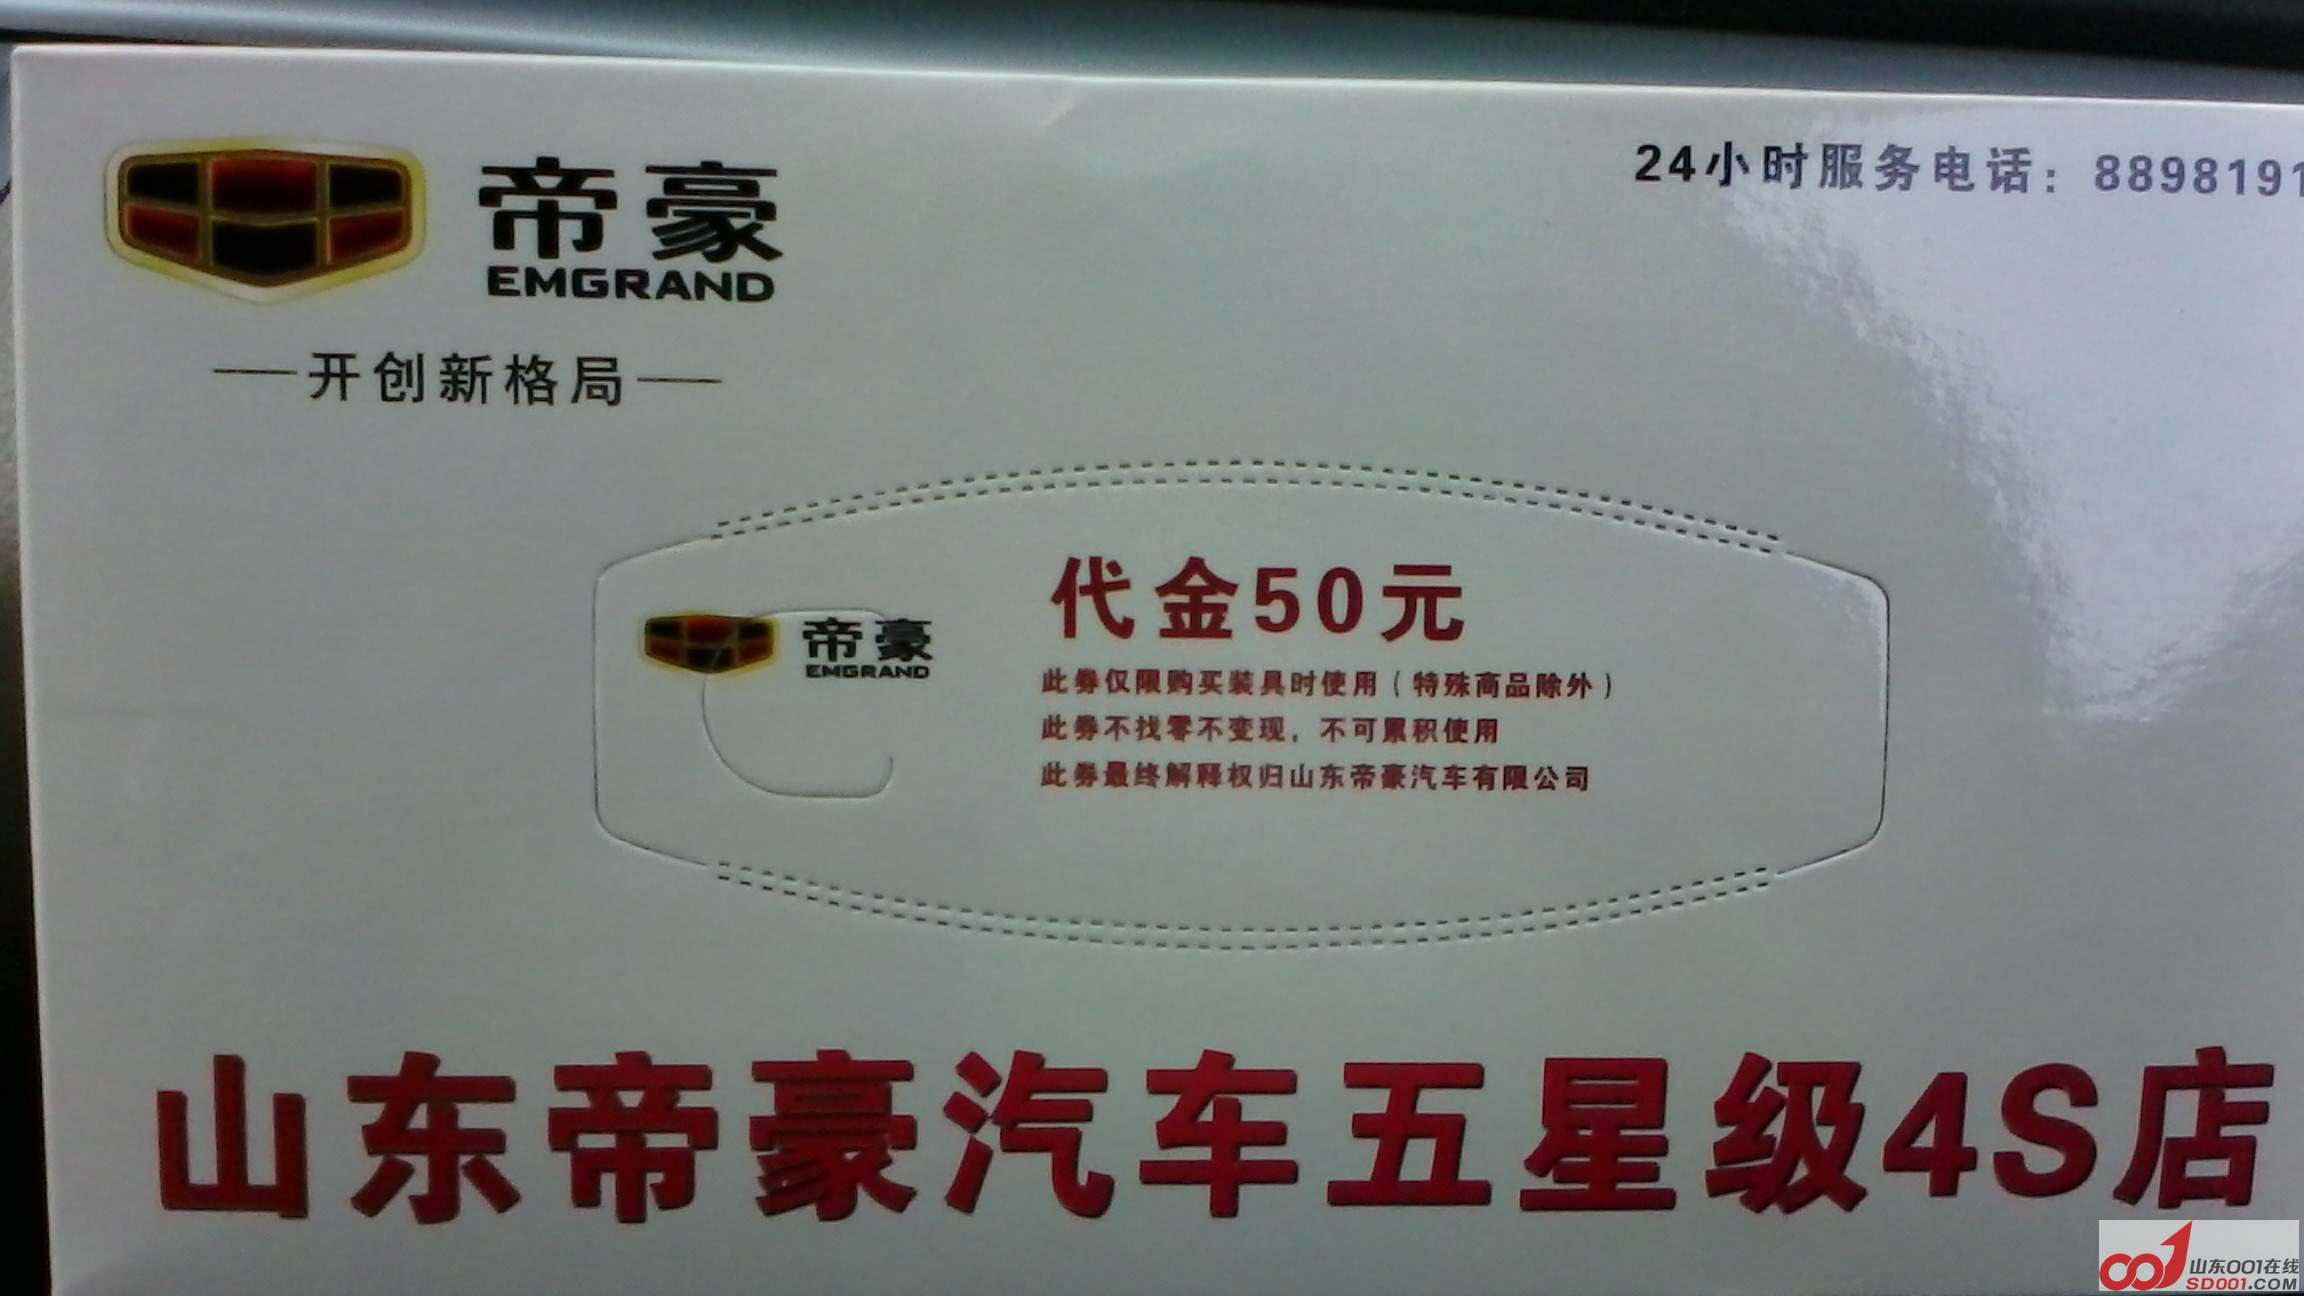 帝豪
EMGRAND
开创新格局
24小时服务电话：8898191
代金50元
帝豪
EMGRAND
此券仅限购买装具时使用（特殊商品除外）
此券不找零不变现，不可累积使用
此券最终解释权归山东帝豪汽车有限公司
山东帝豪汽车五星级4S店
山东001在线
SD001.COM